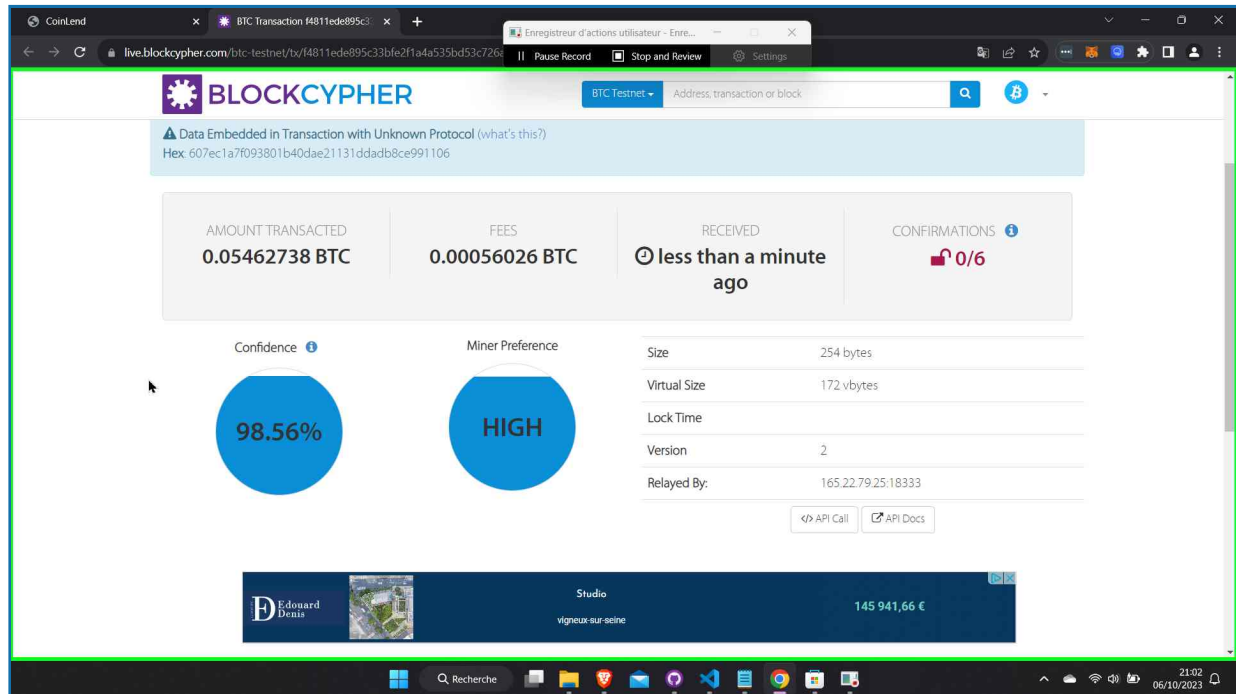 CoinLend
BTC Transaction f4811ede895c3
Enregistreur d'actions utilisateur - Enre...
live.blockcypher.com/btc-testnet/tx/f4811ede895c33bfe2f1a4a535bd53c726a
Pause Record
Stop and Review
Settings
BLOCKCYPHER
BTC Testnet
Address, transaction or block
Data Embedded in Transaction with Unknown Protocol (what's this?)
Hex: 607ec1a7f093801b40dae21131ddadb8ce991106
AMOUNT TRANSACTED
0.05462738 BTC
FEES
0.00056026 BTC
RECEIVED
less than a minute
ago
CONFIRMATIONS
0/6
Confidence
98.56%
Miner Preference
HIGH
Size 254 bytes
Virtual Size 172 vbytes
Lock Time
Version 2
Relayed By: 165.22.79.25:18333
</> API Call
API Docs
Edouard
Denis
Studio
vigneux-sur-seine
145 941,66 €
Recherche
21:02
06/10/2023